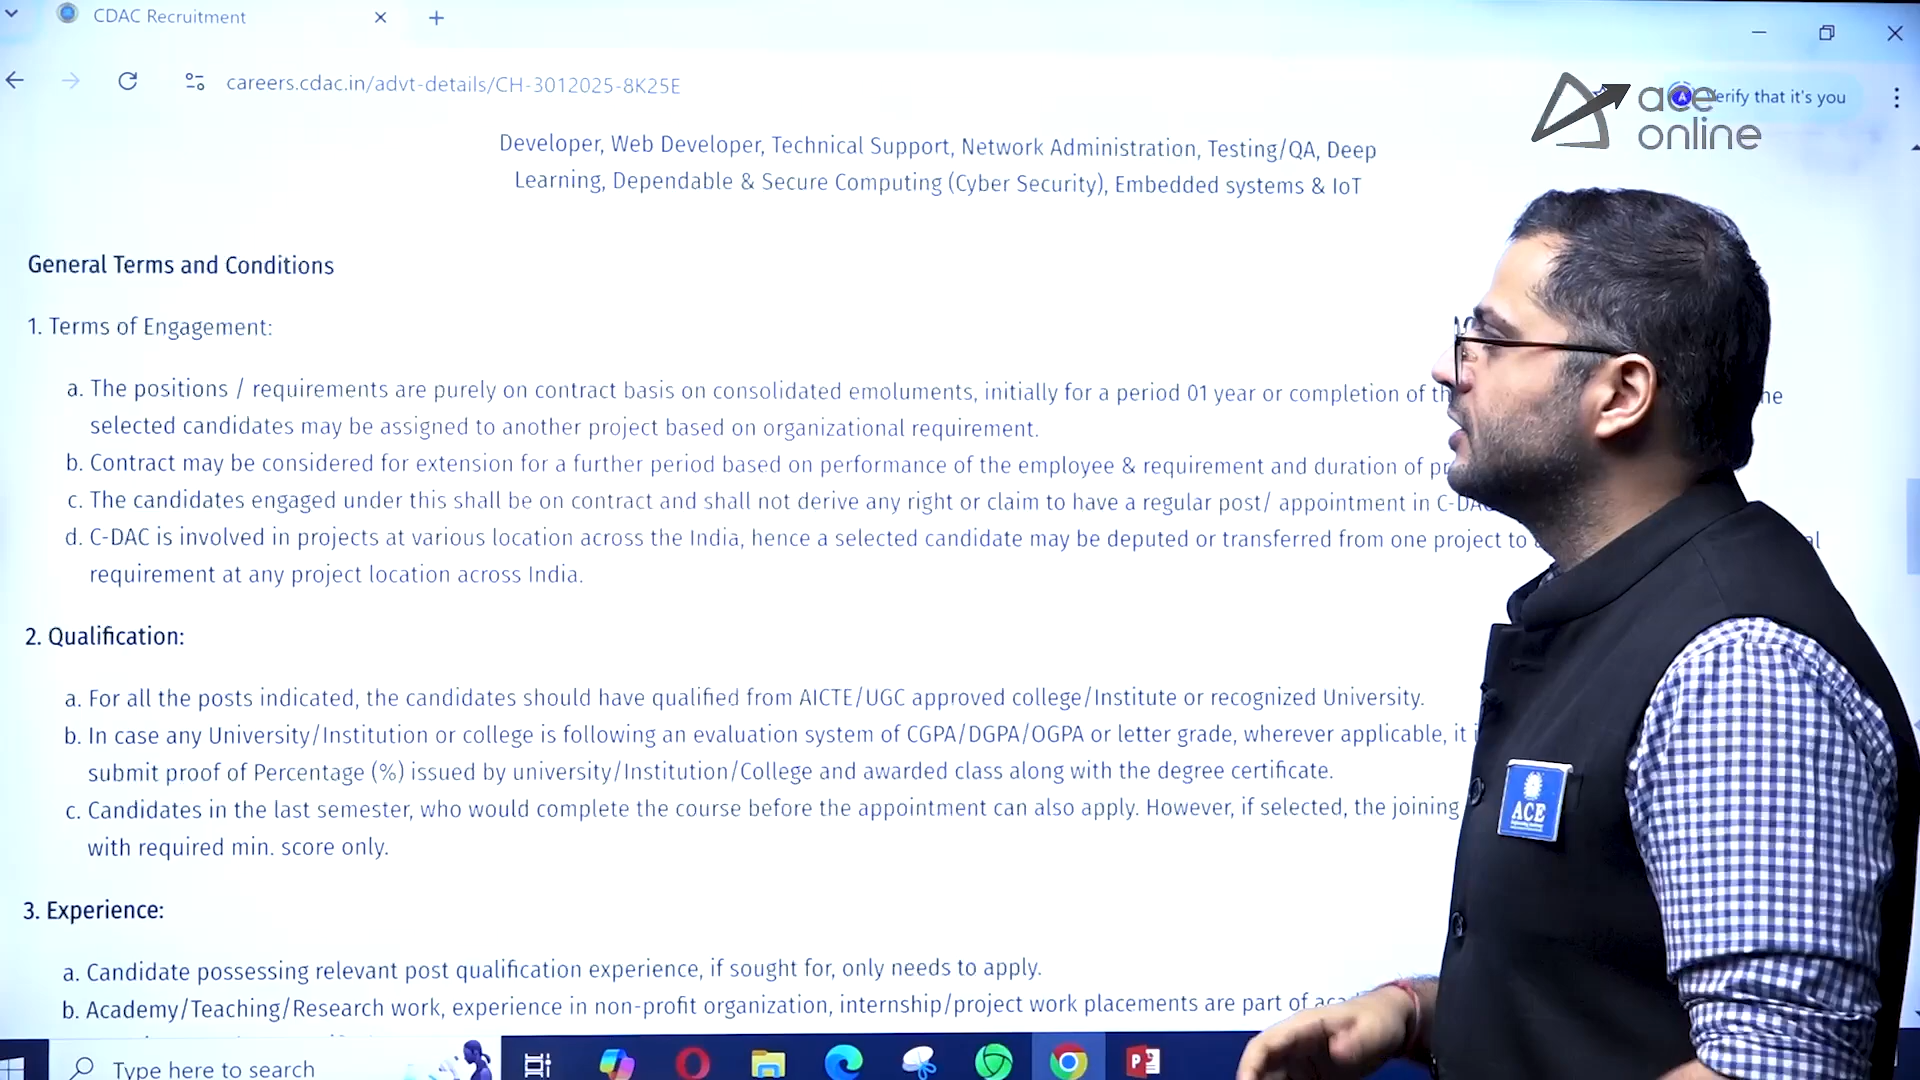 CDAC Recruitment
careers.cdac.in/advt-details/CH-3012025-8K25E
verify that it's you
ace
online
Developer, Web Developer, Technical Support, Network Administration, Testing/QA, Deep
Learning, Dependable & Secure Computing (Cyber Security), Embedded systems & IoT
General Terms and Conditions
1. Terms of Engagement:
a. The positions / requirements are purely on contract basis on consolidated emoluments, initially for a period 01 year or completion of
selected candidates may be assigned to another project based on organizational requirement.
b. Contract may be considered for extension for a further period based on performance of the employee & requirement and duration of
c. The candidates engaged under this shall be on contract and shall not derive any right or claim to have a regular post/ appointment in C-DAC
d. C-DAC is involved in projects at various location across the India, hence a selected candidate may be deputed or transferred from one project to
requirement at any project location across India.
2. Qualification:
a. For all the posts indicated, the candidates should have qualified from AICTE/UGC approved college/Institute or recognized University.
b. In case any University/Institution or college is following an evaluation system of CGPA/DGPA/OGPA or letter grade, wherever applicable, it
submit proof of Percentage (%) issued by university/Institution/College and awarded class along with the degree certificate.
c. Candidates in the last semester, who would complete the course before the appointment can also apply. However, if selected, the joining
with required min. score only.
ACE
3. Experience:
a. Candidate possessing relevant post qualification experience, if sought for, only needs to apply.
b. Academy/Teaching/Research work, experience in non-profit organization, internship/project work placements are part of
Type here to search